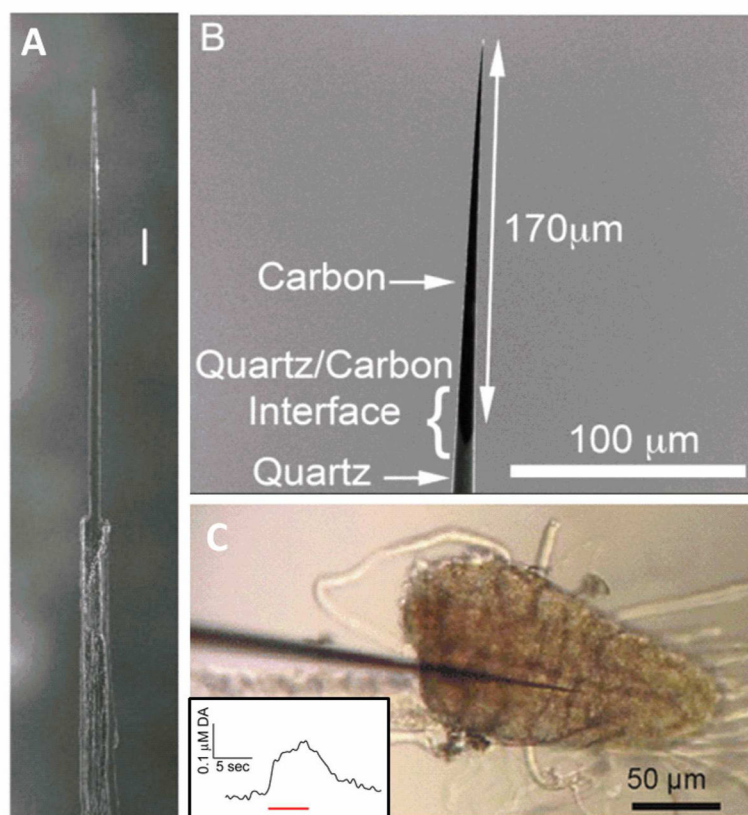 A
B
170μm
Carbon
Quartz/Carbon
Interface
{
100 μm
Quartz
C
0.1 μM DA
5 sec
50 μm